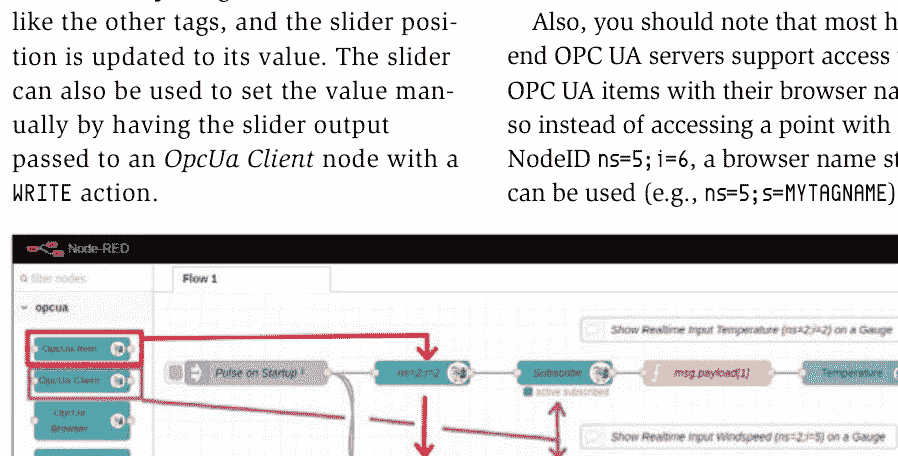 like the other tags, and the slider posi-
tion is updated to its value. The slider
can also be used to set the value man-
ually by having the slider output
passed to an OpcUa Client node with a
WRITE action.
Also, you should note that most h
end OPC UA servers support access
OPC UA items with their browser na
so instead of accessing a point with
NodeID ns=5;i=6, a browser name st
can be used (e.g., ns=5;s=MYTAGNAME)
Node-RED
filter nodes
Flow 1
opcua
Show Realtime Input Temperature (ns=2;i=2) on a Gauge
OpcUa Item
Pulse on Startup ¹
ns=2;i=2
Subscribe
msg.payload[1]
Temperature
OpcUa Client
active subscribed
OpcUa
Browser
Show Realtime Input Windspeed (ns=2;i=5) on a Gauge